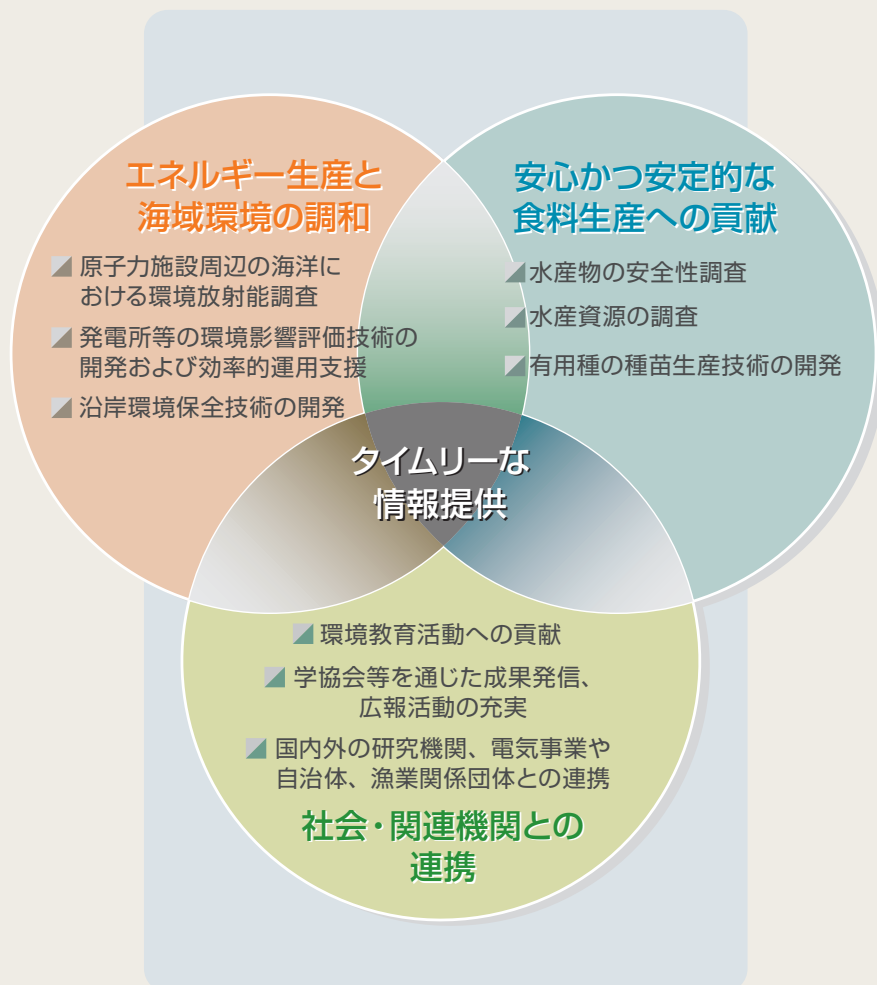 エネルギー生産と
海域環境の調和
原子力施設周辺の海洋に
おける環境放射能調査
発電所等の環境影響評価技術の
開発および効率的運用支援
沿岸環境保全技術の開発
安心かつ安定的な
食料生産への貢献
水産物の安全性調査
水産資源の調査
有用種の種苗生産技術の開発
タイムリーな
情報提供
環境教育活動への貢献
学協会等を通じた成果発信、
広報活動の充実
国内外の研究機関、電気事業や
自治体、漁業関係団体との連携
社会・関連機関との
連携